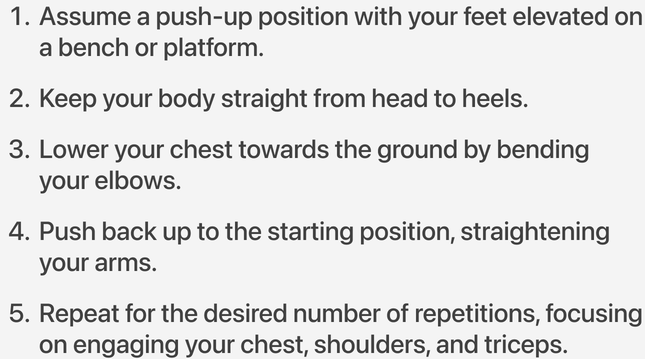 1. Assume a push-up position with your feet elevated on
a bench or platform.
2. Keep your body straight from head to heels.
3. Lower your chest towards the ground by bending
your elbows.
4. Push back up to the starting position, straightening
your arms.
5. Repeat for the desired number of repetitions, focusing
on engaging your chest, shoulders, and triceps.